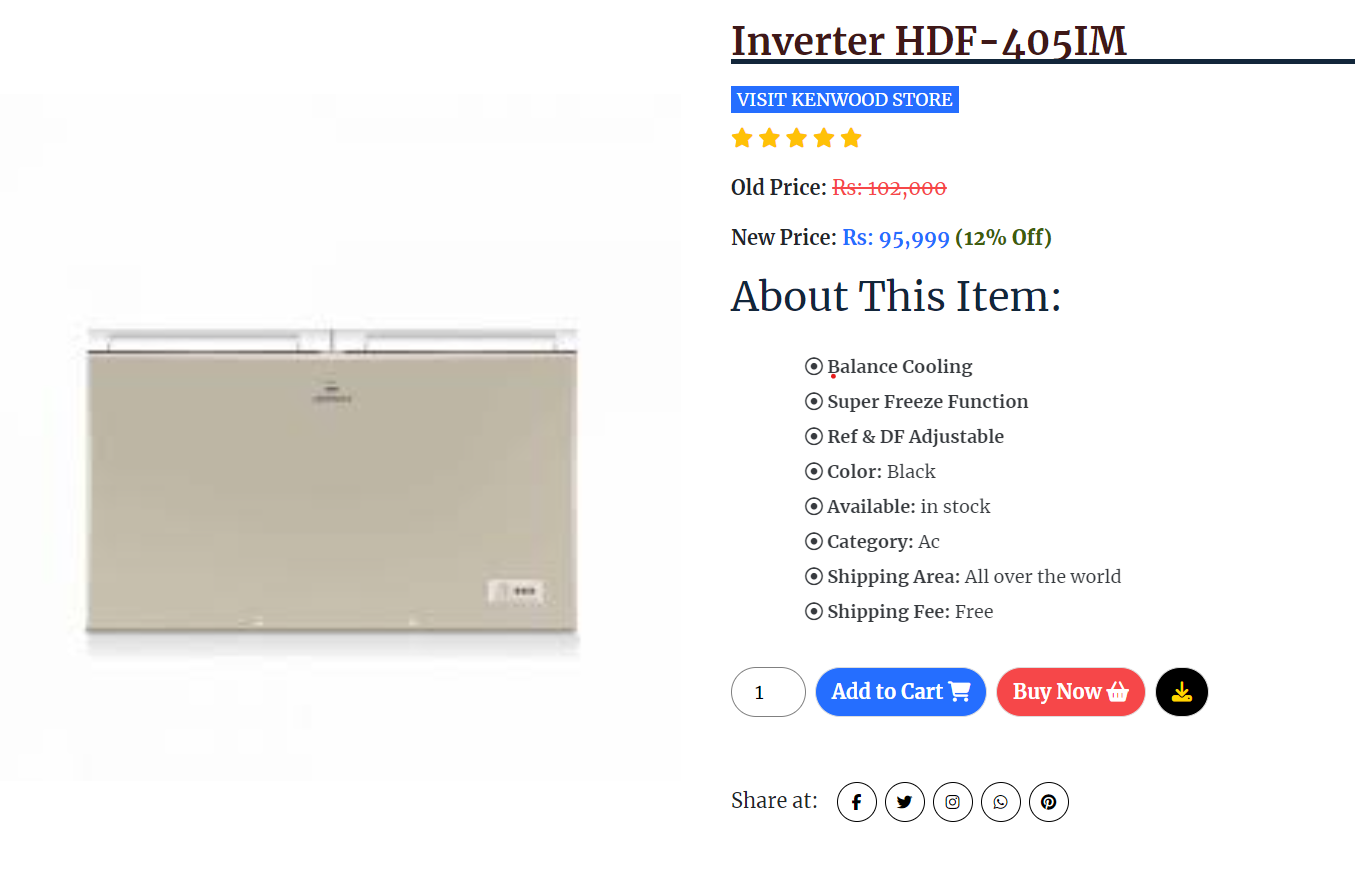 Inverter HDF-405IM
VISIT KENWOOD STORE
Old Price: Rs: 102,000
New Price: Rs: 95,999 (12% Off)
About This Item:
Balance Cooling
Super Freeze Function
Ref & DF Adjustable
Color: Black
Available: in stock
Category: Ac
Shipping Area: All over the world
Shipping Fee: Free
1 Add to Cart Buy Now
Share at: